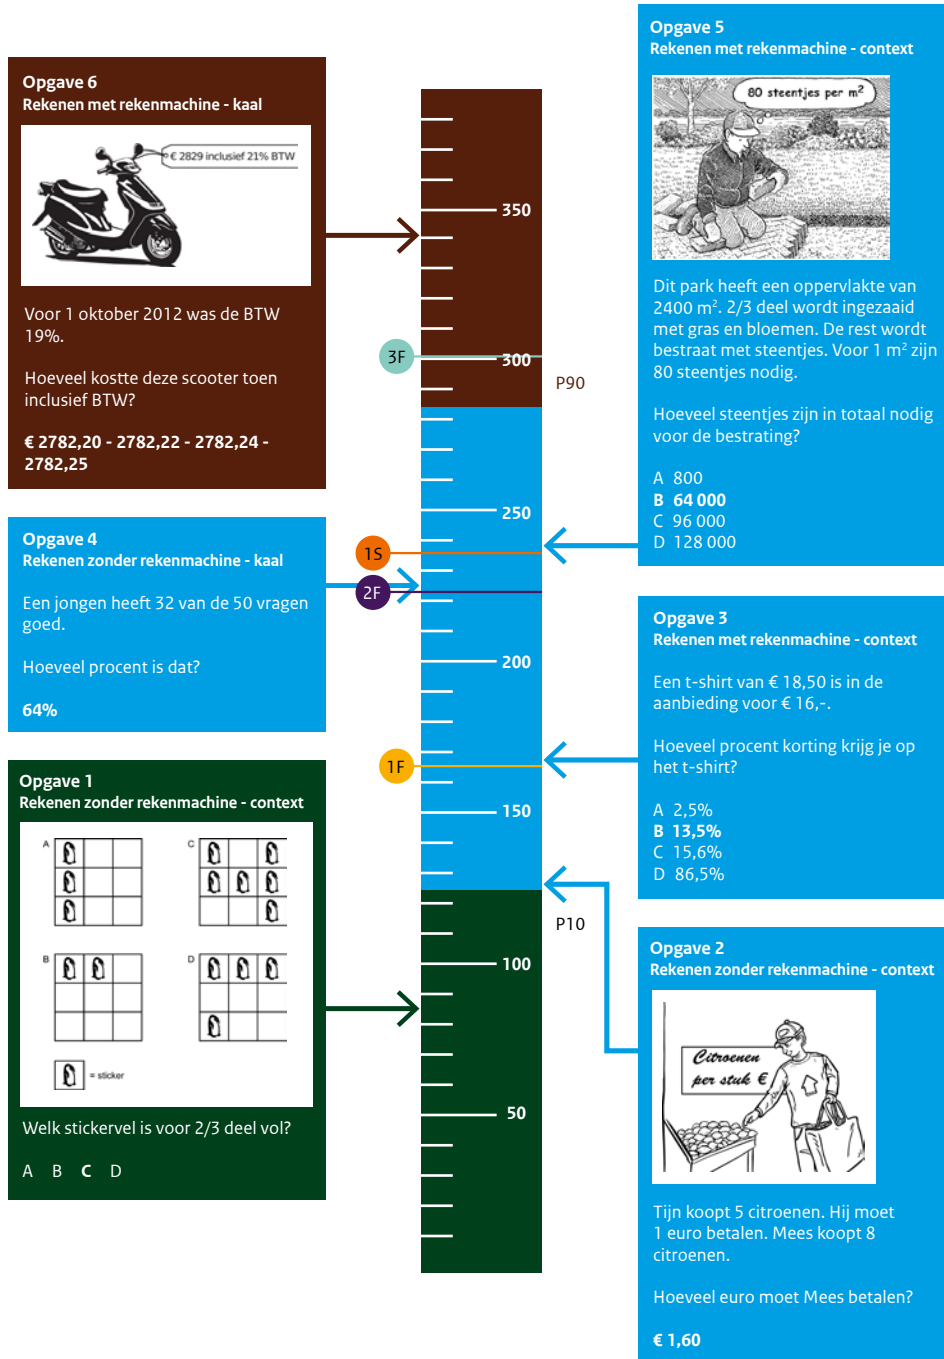 Opgave 6
Rekenen met rekenmachine - kaal
€ 2829 inclusief 21% BTW
Voor 1 oktober 2012 was de BTW
19%.
Hoeveel kostte deze scooter toen
inclusief BTW?
€ 2782,20 - 2782,22 - 2782,24 -
2782,25
Opgave 4
Rekenen zonder rekenmachine - kaal
Een jongen heeft 32 van de 50 vragen
goed.
Hoeveel procent is dat?
64%
Opgave 1
Rekenen zonder rekenmachine - context
A
C
B
D
= sticker
Welk stickervel is voor 2/3 deel vol?
A B C D
350
3F
300
P90
250
1S
2F
200
1F
150
P10
100
50
Opgave 5
Rekenen met rekenmachine - context
80 steentjes per m²
Dit park heeft een oppervlakte van
2400 m². 2/3 deel wordt ingezaaid
met gras en bloemen. De rest wordt
bestraat met steentjes. Voor 1 m² zijn
80 steentjes nodig.
Hoeveel steentjes zijn in totaal nodig
voor de bestrating?
A 800
B 64 000
C 96 000
D 128 000
Opgave 3
Rekenen met rekenmachine - context
Een t-shirt van € 18,50 is in de
aanbieding voor € 16,-.
Hoeveel procent korting krijg je op
het t-shirt?
A 2,5%
B 13,5%
C 15,6%
D 86,5%
Opgave 2
Rekenen zonder rekenmachine - context
Citroenen
per stuk €
Tijn koopt 5 citroenen. Hij moet
1 euro betalen. Mees koopt 8
citroenen.
Hoeveel euro moet Mees betalen?
€ 1,60